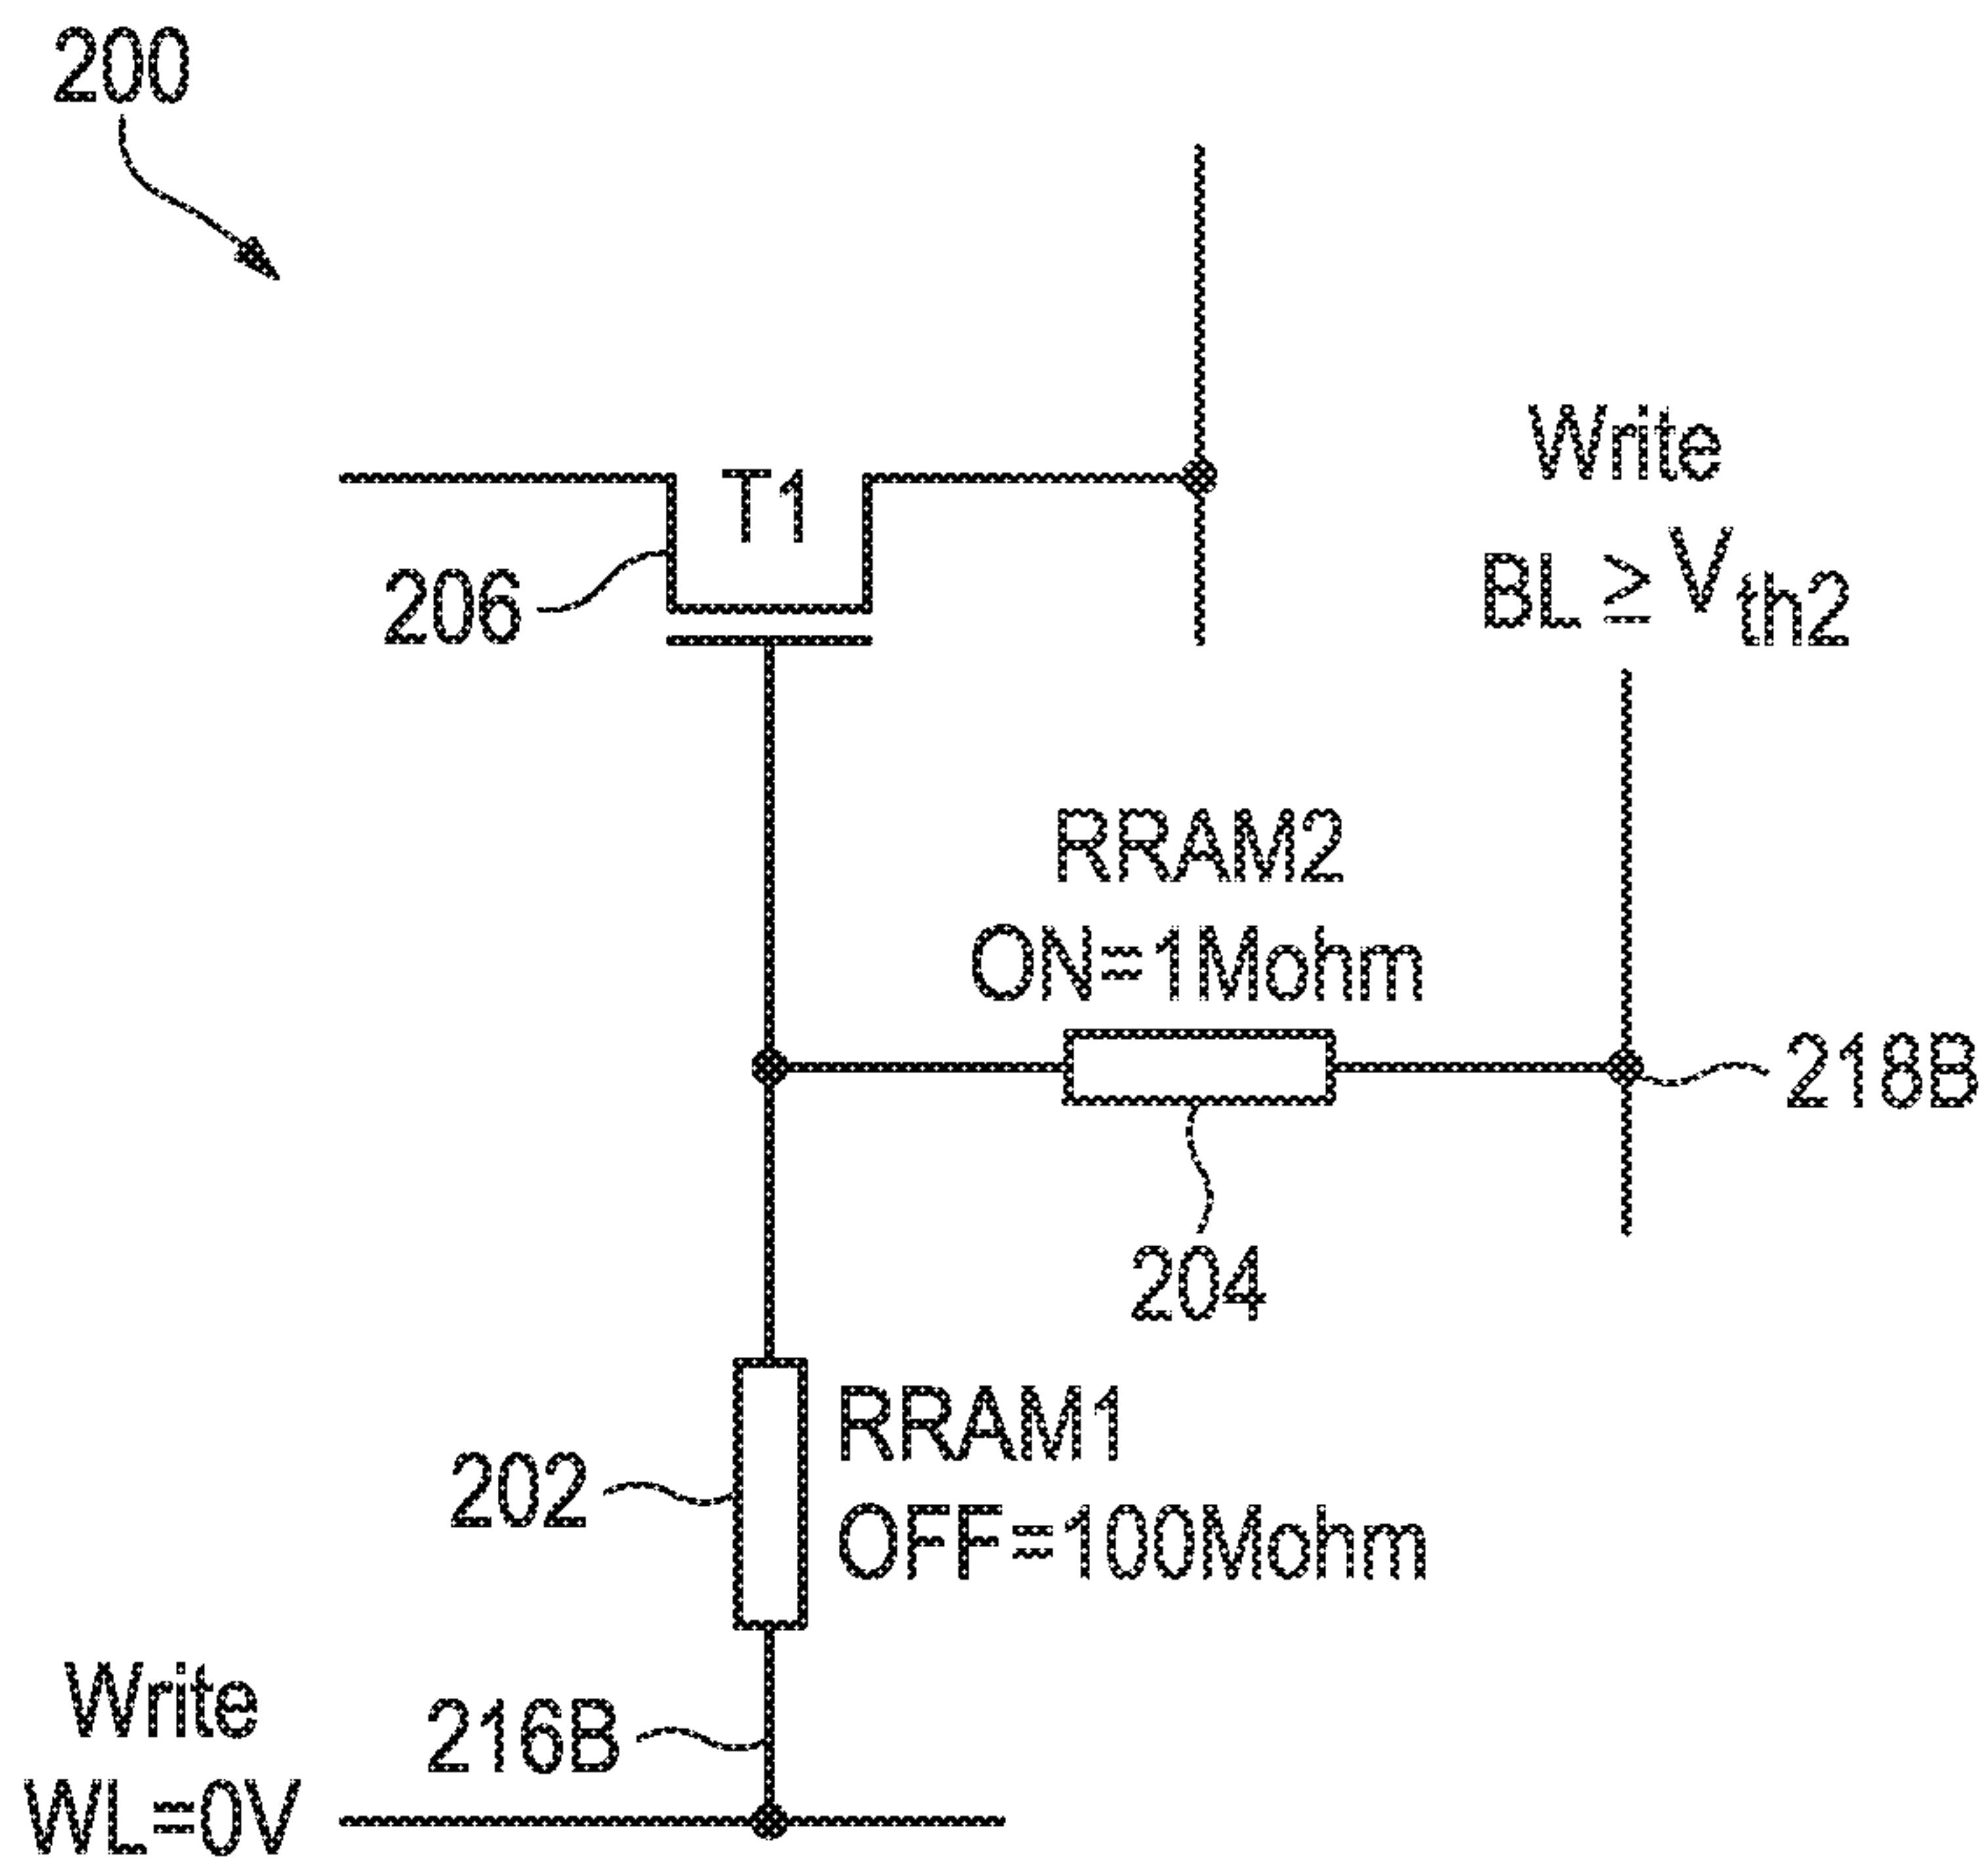 200
T1
206
Write
BL ≥ Vth2
RRAM2
ON=1Mohm
218B
204
RRAM1
202
OFF=100Mohm
Write
216B
WL=0V